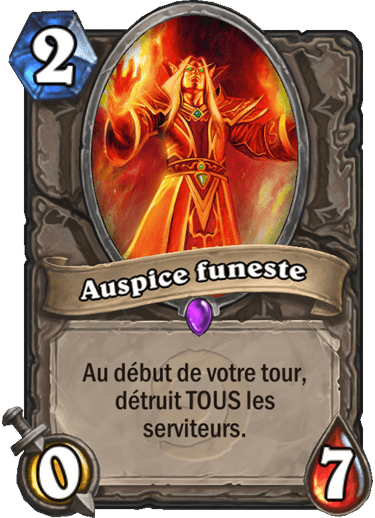 2
Auspice funeste
Au début de votre tour,
détruit TOUS les
serviteurs.
0
7